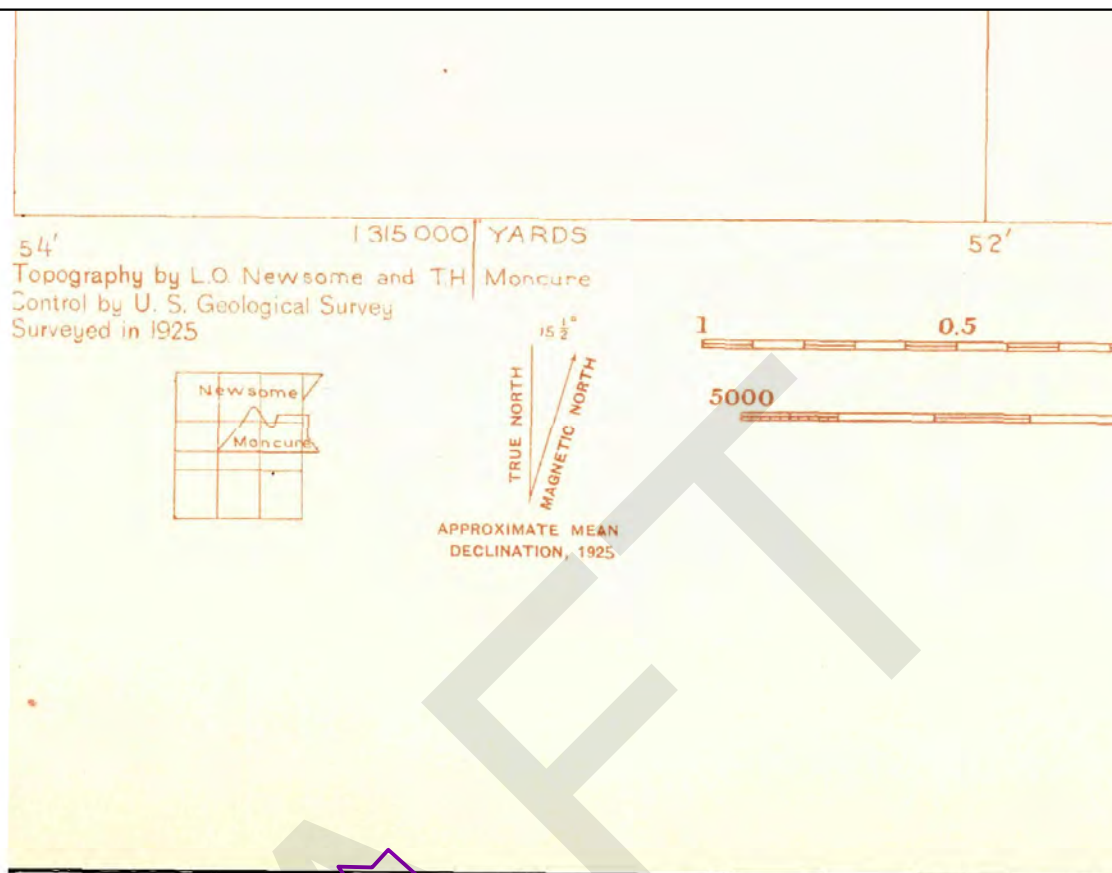 1 315 000 YARDS
54' 52'
Topography by L.O. Newsome and T.H Moncure
Control by U. S. Geological Survey
Surveyed in 1925
15 1/2°
1 0.5
Newsome
TRUE NORTH
MAGNETIC NORTH
5000
Moncure
APPROXIMATE MEAN
DECLINATION, 1925
AFT